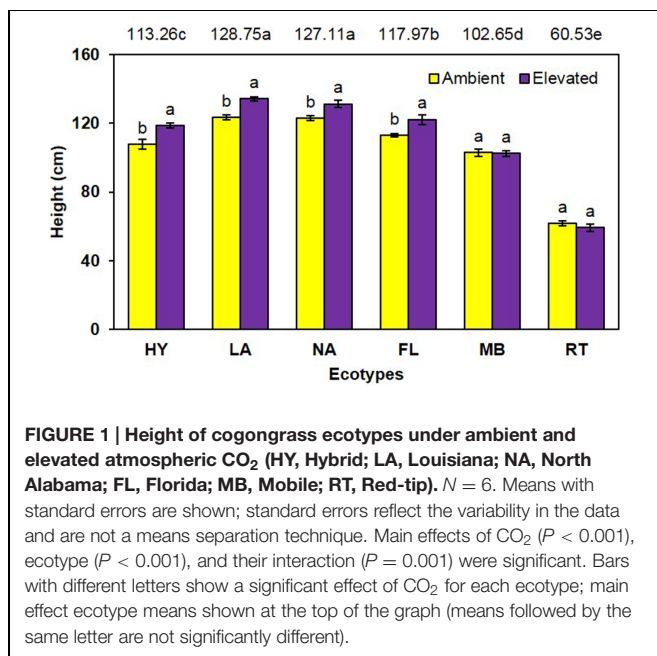 113.26c 128.75a 127.11a 117.97b 102.65d 60.53e
160
Ambient Elevated
a
a
b
b
a
b
a
b
a a
120
80
a a
40
0
Height (cm)
HY LA NA FL MB RT
Ecotypes
FIGURE 1 | Height of cogongrass ecotypes under ambient and
elevated atmospheric CO₂ (HY, Hybrid; LA, Louisiana; NA, North
Alabama; FL, Florida; MB, Mobile; RT, Red-tip). N = 6. Means with
standard errors are shown; standard errors reflect the variability in the data
and are not a means separation technique. Main effects of CO₂ (P < 0.001),
ecotype (P < 0.001), and their interaction (P = 0.001) were significant. Bars
with different letters show a significant effect of CO₂ for each ecotype; main
effect ecotype means shown at the top of the graph (means followed by the
same letter are not significantly different).